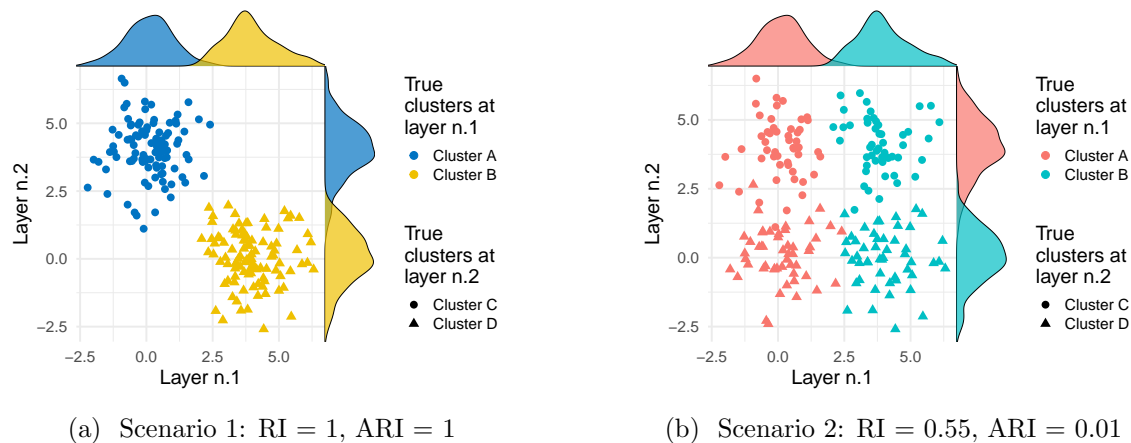 True
clusters at
layer n.1
Cluster A
Cluster B
True
clusters at
layer n.2
Cluster C
Cluster D
Layer n.2
5.0
2.5
0.0
−2.5
−2.5
0.0
2.5
5.0
Layer n.1
(a) Scenario 1: RI = 1, ARI = 1
True
clusters at
layer n.1
Cluster A
Cluster B
True
clusters at
layer n.2
Cluster C
Cluster D
Layer n.2
5.0
2.5
0.0
−2.5
−2.5
0.0
2.5
5.0
Layer n.1
(b) Scenario 2: RI = 0.55, ARI = 0.01